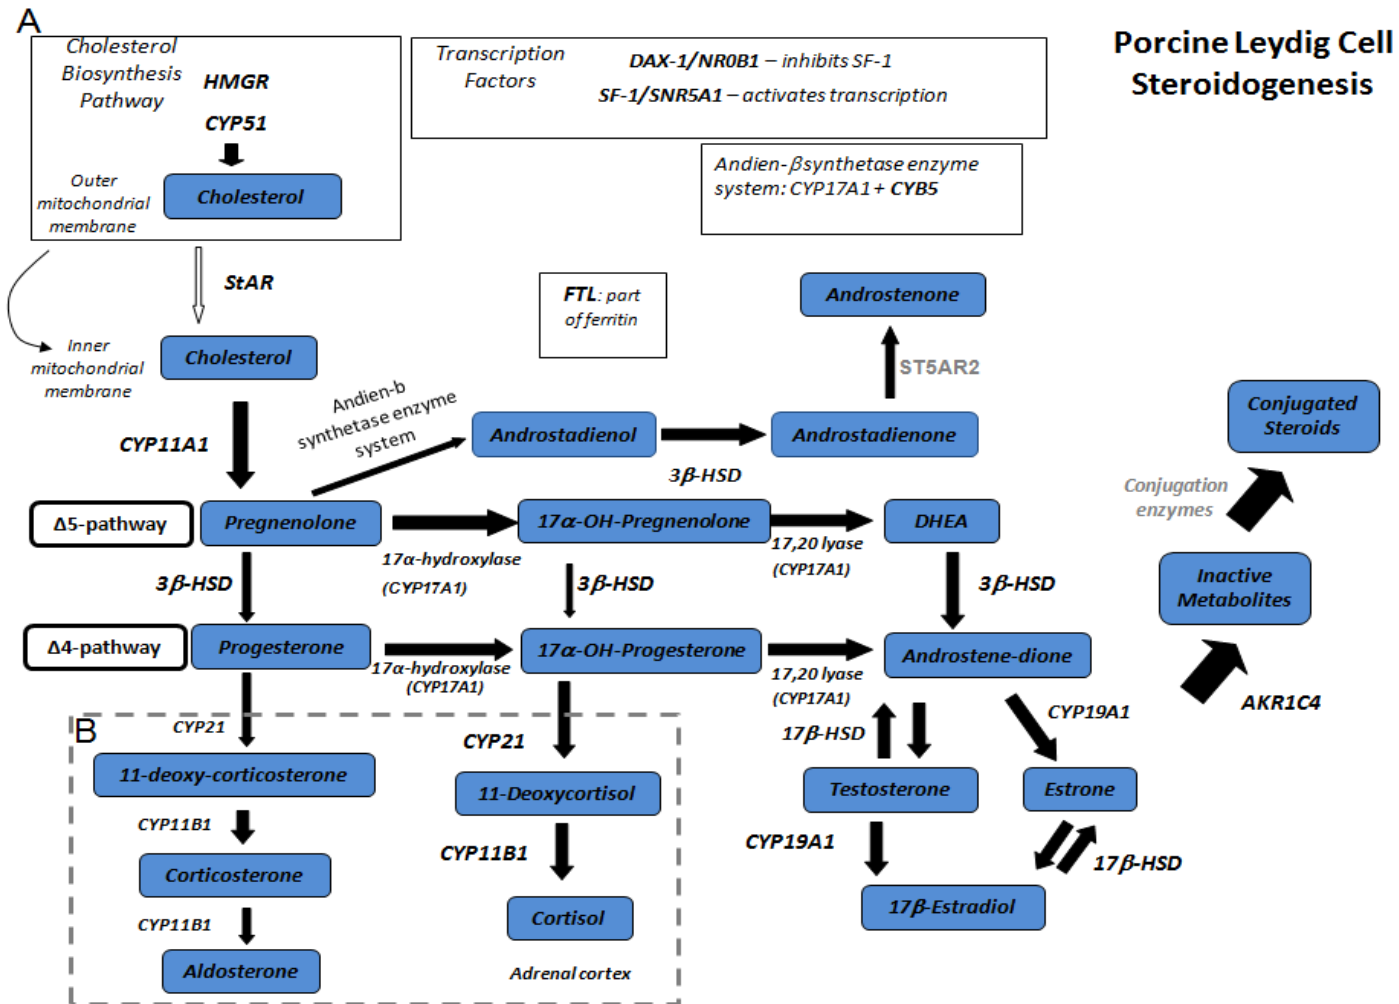 A
Porcine Leydig Cell
Steroidogenesis
Cholesterol
Biosynthesis
Pathway
HMGR
CYP51
Outer
mitochondrial
membrane
Cholesterol
Transcription
Factors
DAX-1/NR0B1 – inhibits SF-1
SF-1/SNR5A1 – activates transcription
Andien-β synthetase enzyme
system: CYP17A1 + CYB5
StAR
FTL: part
of ferritin
Androstenone
Inner
mitochondrial
membrane
Cholesterol
ST5AR2
CYP11A1
Andien-b
synthetase enzyme
system
Androstadienol
3β-HSD
Androstadienone
Conjugated
Steroids
Conjugation
enzymes
Δ5-pathway
Pregnenolone
17α-hydroxylase
(CYP17A1)
17α-OH-Pregnenolone
17,20 lyase
(CYP17A1)
DHEA
3β-HSD
3β-HSD
3β-HSD
Inactive
Metabolites
Δ4-pathway
Progesterone
17α-hydroxylase
(CYP17A1)
17α-OH-Progesterone
17,20 lyase
(CYP17A1)
Androstene-dione
AKR1C4
B
CYP21
CYP21
17β-HSD
CYP19A1
11-deoxy-corticosterone
11-Deoxycortisol
Testosterone
Estrone
CYP11B1
CYP11B1
CYP19A1
17β-HSD
Corticosterone
Cortisol
17β-Estradiol
CYP11B1
Aldosterone
Adrenal cortex